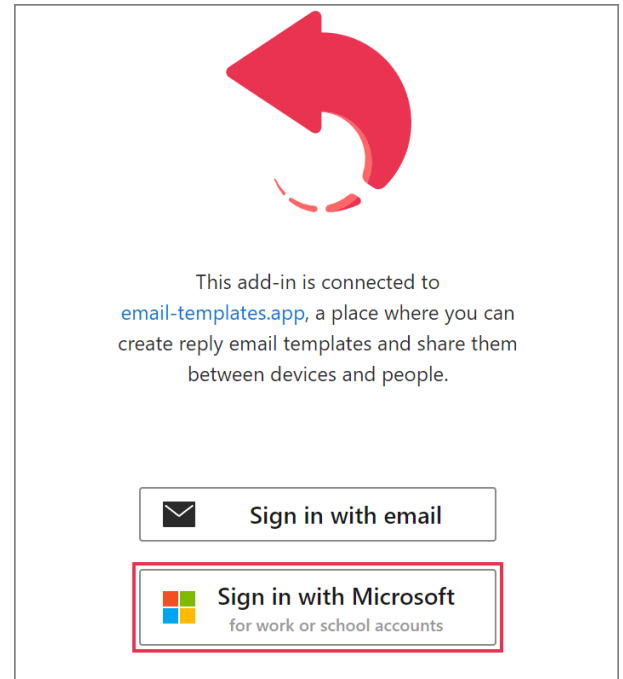 This add-in is connected to
email-templates.app, a place where you can
create reply email templates and share them
between devices and people.
Sign in with email
Sign in with Microsoft
for work or school accounts